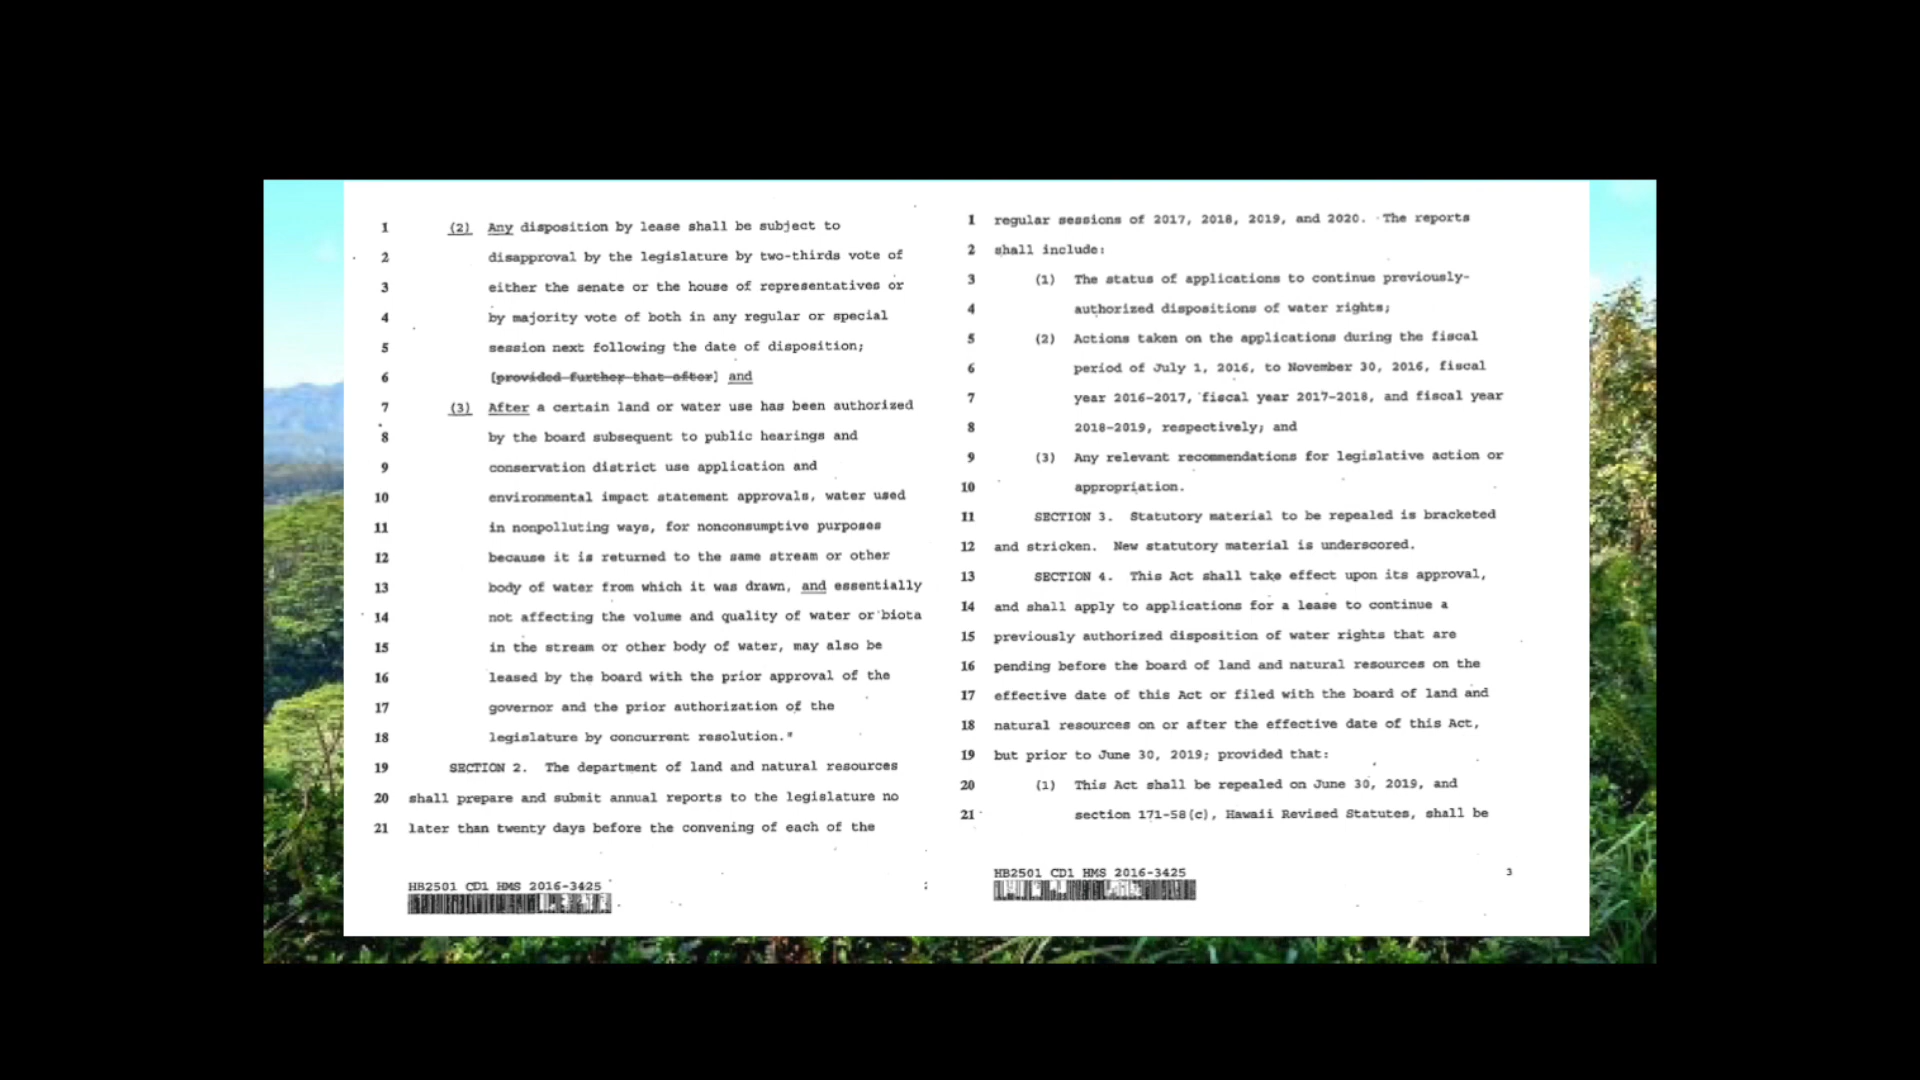 1 (2) Any disposition by lease shall be subject to
2 disapproval by the legislature by two-thirds vote of
3 either the senate or the house of representatives or
4 by majority vote of both in any regular or special
5 session next following the date of disposition;
6 [provided further that after] and
7 (3) After a certain land or water use has been authorized
8 by the board subsequent to public hearings and
9 conservation district use application and
10 environmental impact statement approvals, water used
11 in nonpolluting ways, for nonconsumptive purposes
12 because it is returned to the same stream or other
13 body of water from which it was drawn, and essentially
14 not affecting the volume and quality of water or biota
15 in the stream or other body of water, may also be
16 leased by the board with the prior approval of the
17 governor and the prior authorization of the
18 legislature by concurrent resolution."
19 SECTION 2. The department of land and natural resources
20 shall prepare and submit annual reports to the legislature no
21 later than twenty days before the convening of each of the
HB2501 CD1 HMS 2016-3425
1 regular sessions of 2017, 2018, 2019, and 2020. The reports
2 shall include:
3 (1) The status of applications to continue previously-
4 authorized dispositions of water rights;
5 (2) Actions taken on the applications during the fiscal
6 period of July 1, 2016, to November 30, 2016, fiscal
7 year 2016-2017, fiscal year 2017-2018, and fiscal year
8 2018-2019, respectively; and
9 (3) Any relevant recommendations for legislative action or
10 appropriation.
11 SECTION 3. Statutory material to be repealed is bracketed
12 and stricken. New statutory material is underscored.
13 SECTION 4. This Act shall take effect upon its approval,
14 and shall apply to applications for a lease to continue a
15 previously authorized disposition of water rights that are
16 pending before the board of land and natural resources on the
17 effective date of this Act or filed with the board of land and
18 natural resources on or after the effective date of this Act,
19 but prior to June 30, 2019; provided that:
20 (1) This Act shall be repealed on June 30, 2019, and
21 section 171-58(c), Hawaii Revised Statutes, shall be
HB2501 CD1 HMS 2016-3425 3